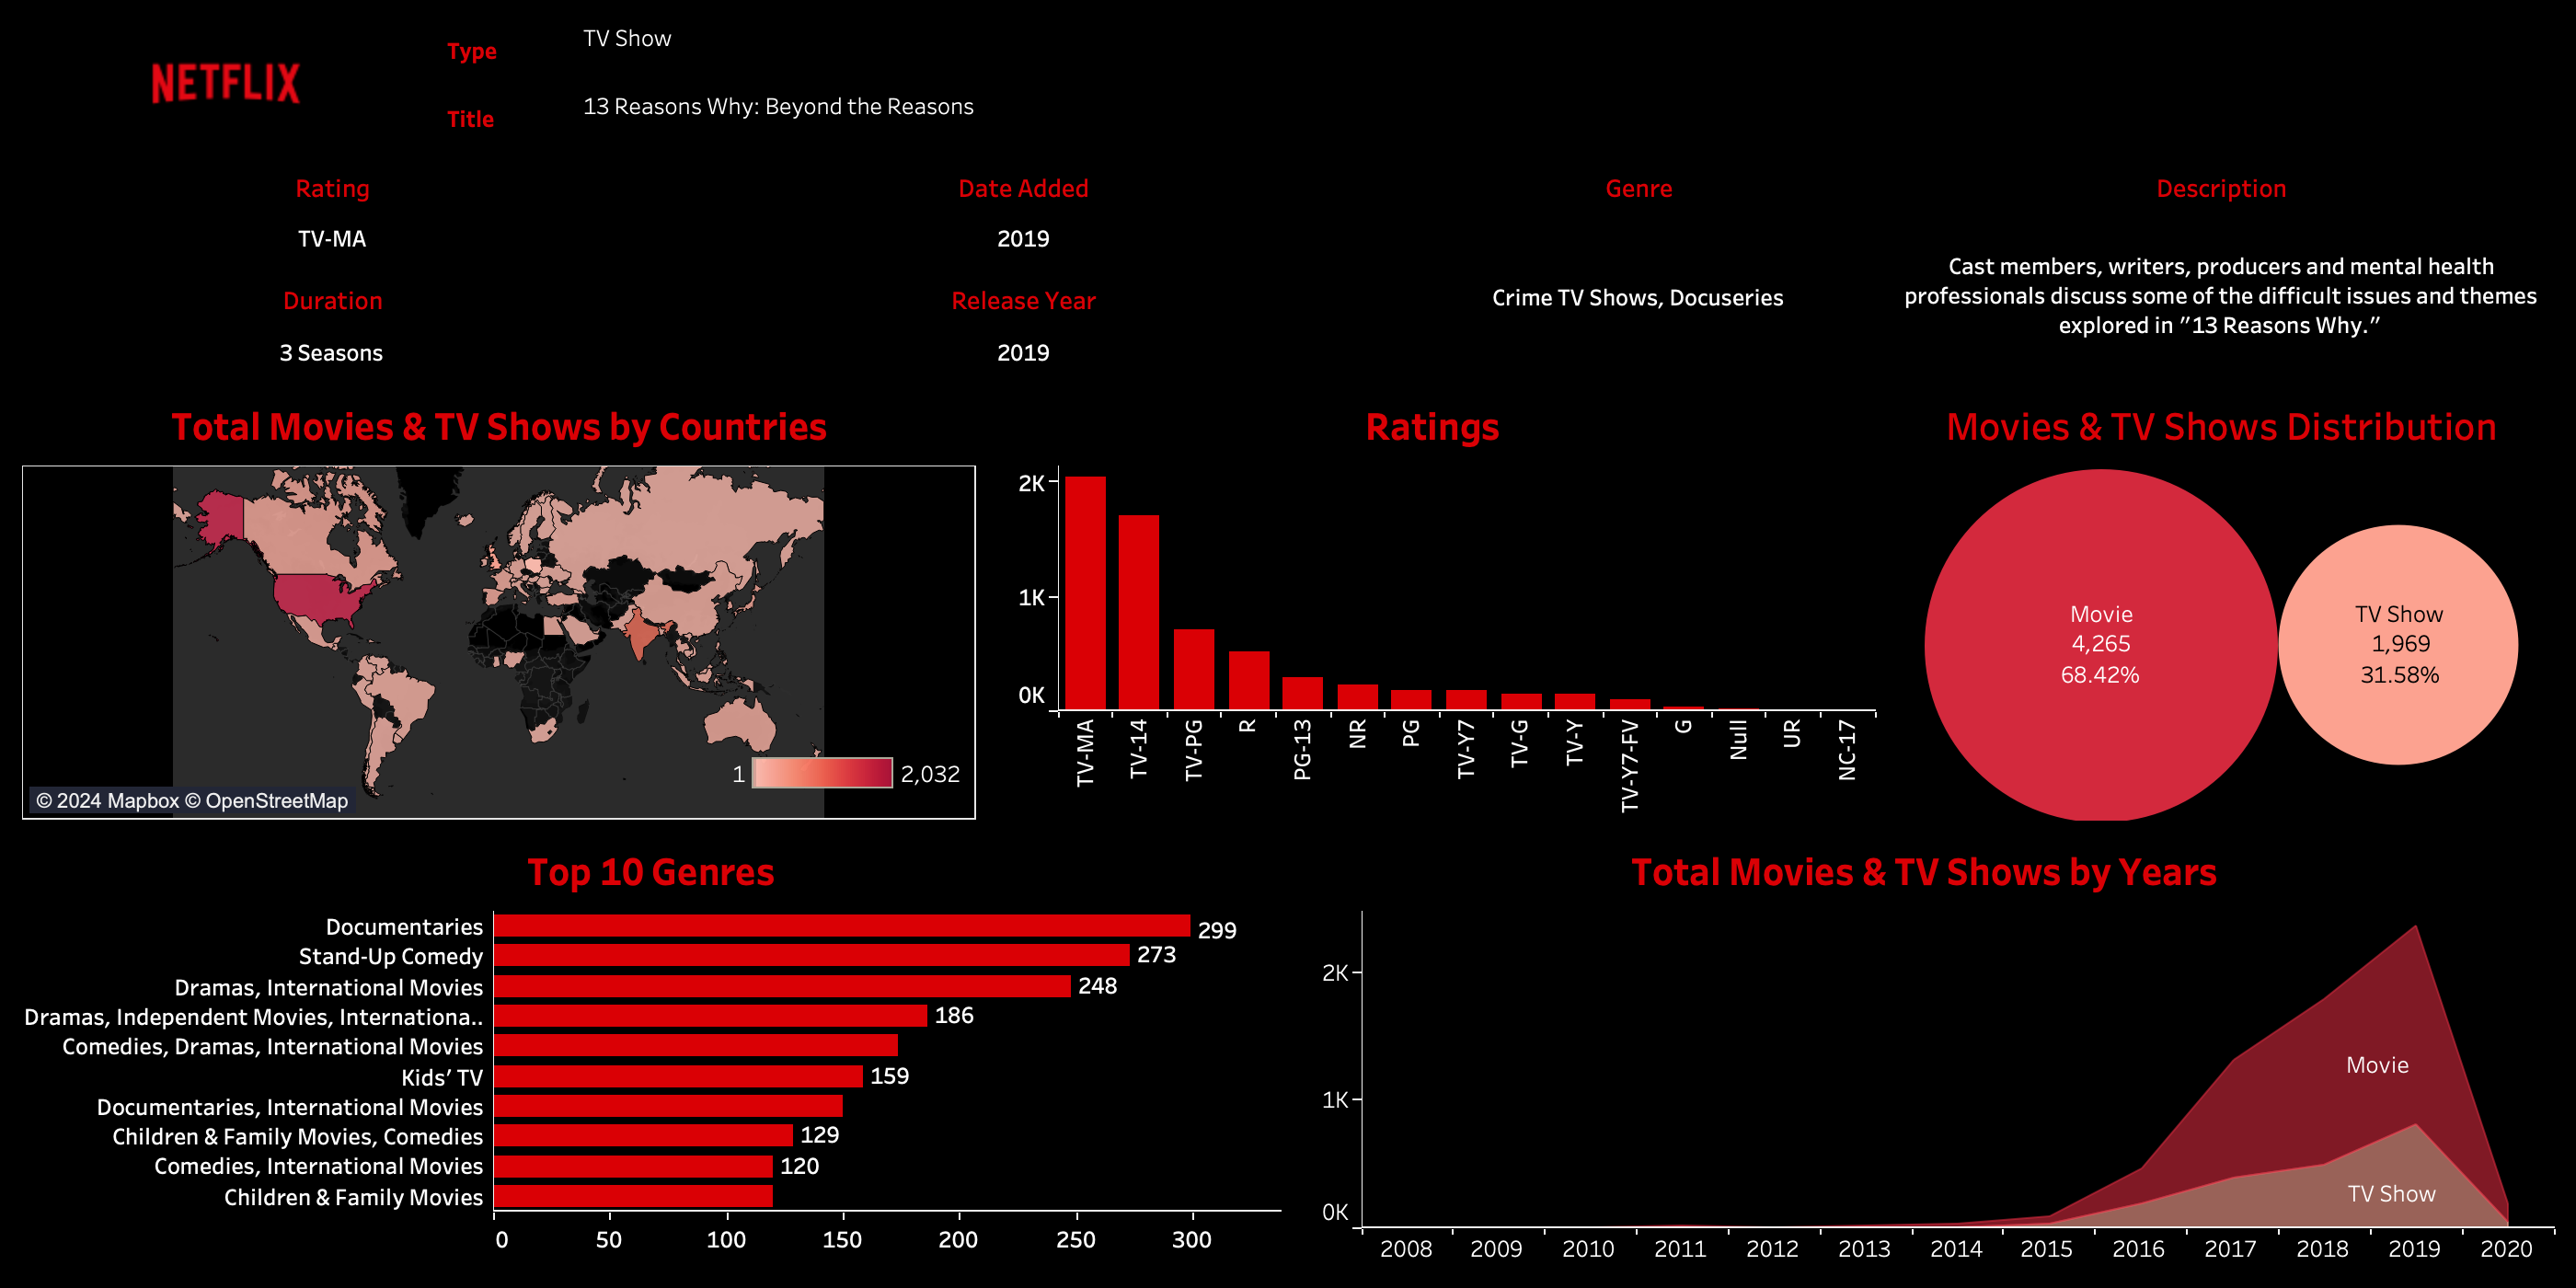 NETFLIX
Type
TV Show
Title
13 Reasons Why: Beyond the Reasons
Rating
TV-MA
Duration
3 Seasons
Date Added
2019
Release Year
2019
Genre
Crime TV Shows, Docuseries
Description
Cast members, writers, producers and mental health
professionals discuss some of the difficult issues and themes
explored in "13 Reasons Why."
Total Movies & TV Shows by Countries
1
2,032
© 2024 Mapbox © OpenStreetMap
Ratings
2K
1K
0K
TV-MA
TV-14
TV-PG
R
PG-13
NR
PG
TV-Y7
TV-G
TV-Y
TV-Y7-FV
G
Null
UR
NC-17
Movies & TV Shows Distribution
Movie
4,265
68.42%
TV Show
1,969
31.58%
Top 10 Genres
Documentaries
299
Stand-Up Comedy
273
Dramas, International Movies
248
Dramas, Independent Movies, Internationa..
186
Comedies, Dramas, International Movies
Kids' TV
159
Documentaries, International Movies
Children & Family Movies, Comedies
129
Comedies, International Movies
120
Children & Family Movies
0
50
100
150
200
250
300
Total Movies & TV Shows by Years
2K
1K
0K
Movie
TV Show
2008
2009
2010
2011
2012
2013
2014
2015
2016
2017
2018
2019
2020